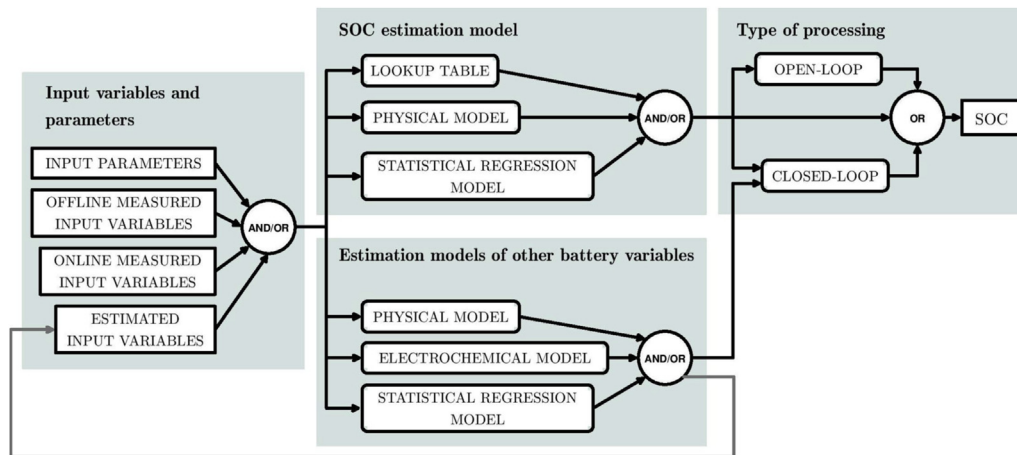 Input variables and
parameters
INPUT PARAMETERS
OFFLINE MEASURED
INPUT VARIABLES
ONLINE MEASURED
INPUT VARIABLES
ESTIMATED
INPUT VARIABLES
AND/OR
SOC estimation model
LOOKUP TABLE
PHYSICAL MODEL
STATISTICAL REGRESSION
MODEL
AND/OR
Estimation models of other battery variables
PHYSICAL MODEL
ELECTROCHEMICAL MODEL
STATISTICAL REGRESSION
MODEL
AND/OR
Type of processing
OPEN-LOOP
CLOSED-LOOP
OR
SOC